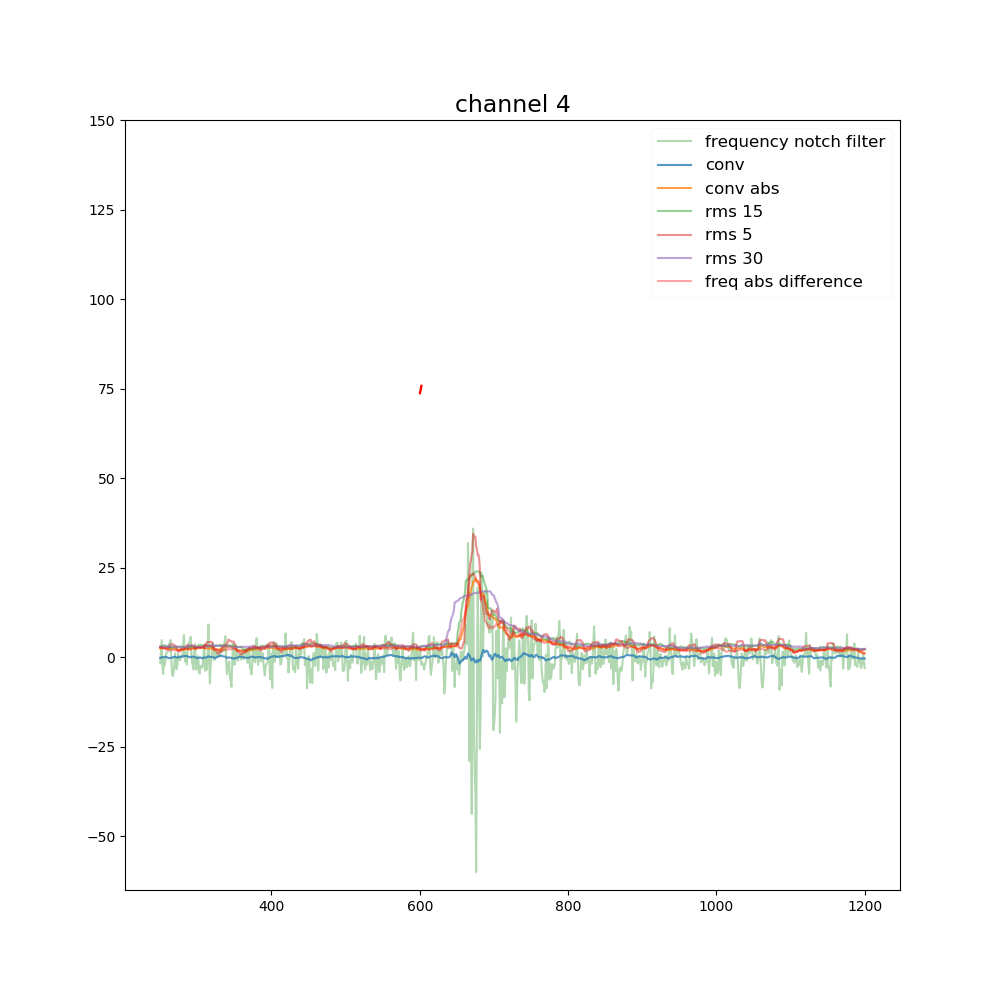 channel 4
150
125
100
75
50
25
0
−25
−50
frequency notch filter
conv
conv abs
rms 15
rms 5
rms 30
freq abs difference
400 600 800 1000 1200